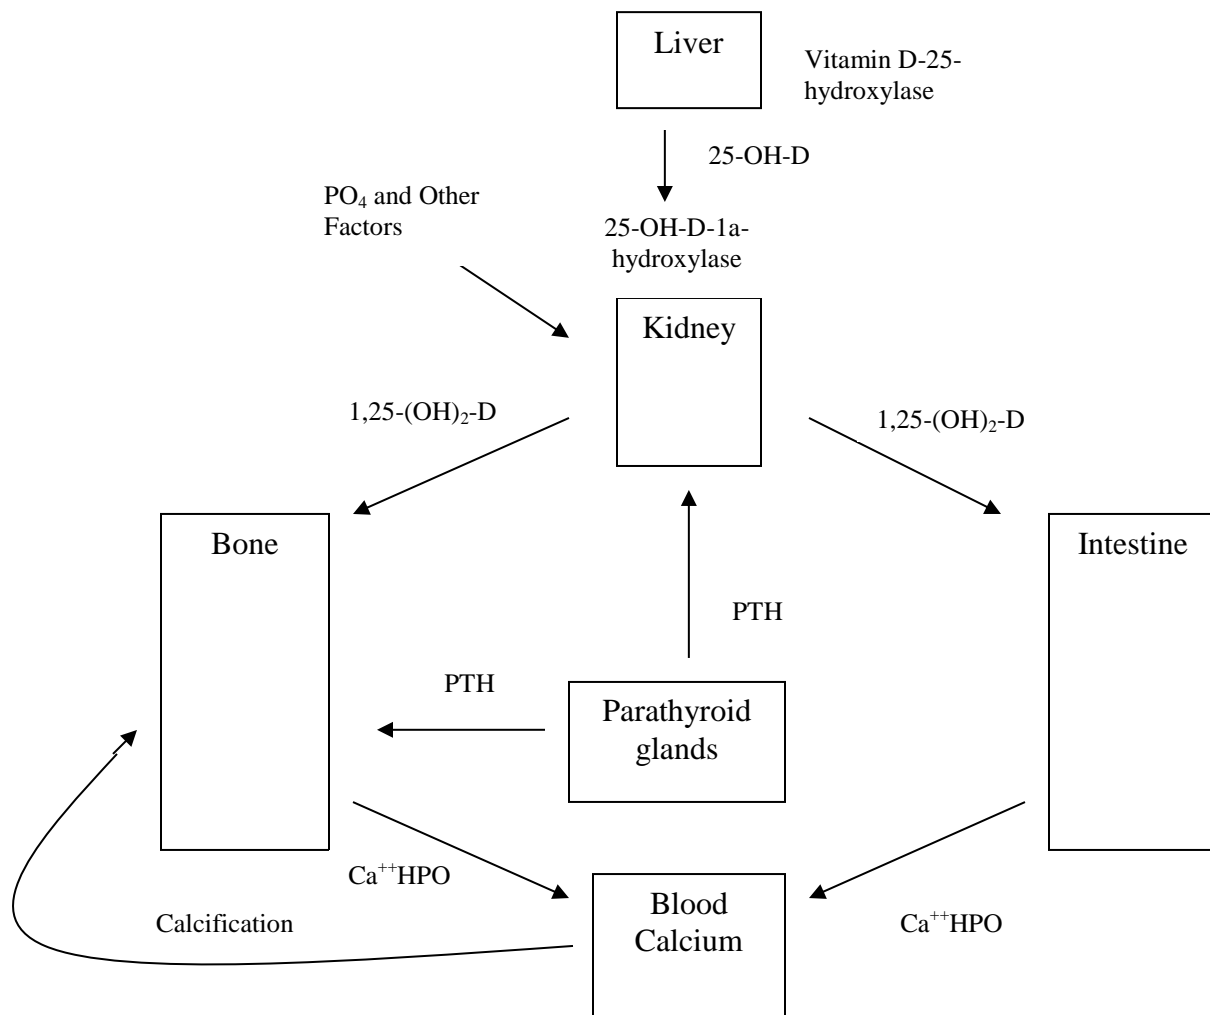 Liver
Vitamin D-25-
hydroxylase
25-OH-D
PO₄ and Other
Factors
25-OH-D-1a-
hydroxylase
Kidney
1,25-(OH)₂-D
1,25-(OH)₂-D
Bone
Intestine
PTH
PTH
Parathyroid
glands
Ca⁺⁺HPO
Blood
Calcium
Calcification
Ca⁺⁺HPO